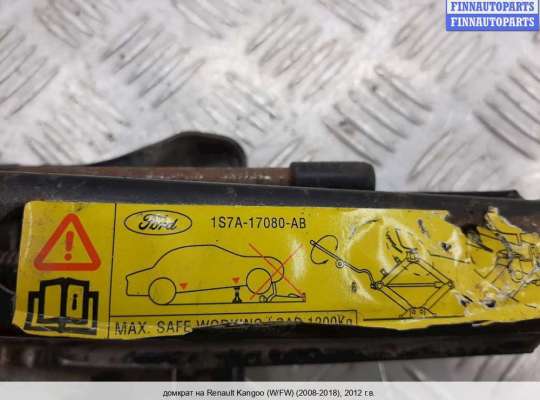 FINNAUTOPARTS
FINNAUTOPARTS
Ford
1S7A-17080-AB
MAX. SAFE WORKING LOAD 1200Kg
домкрат на Renault Kangoo (W/FW) (2008-2018), 2012 г.в.